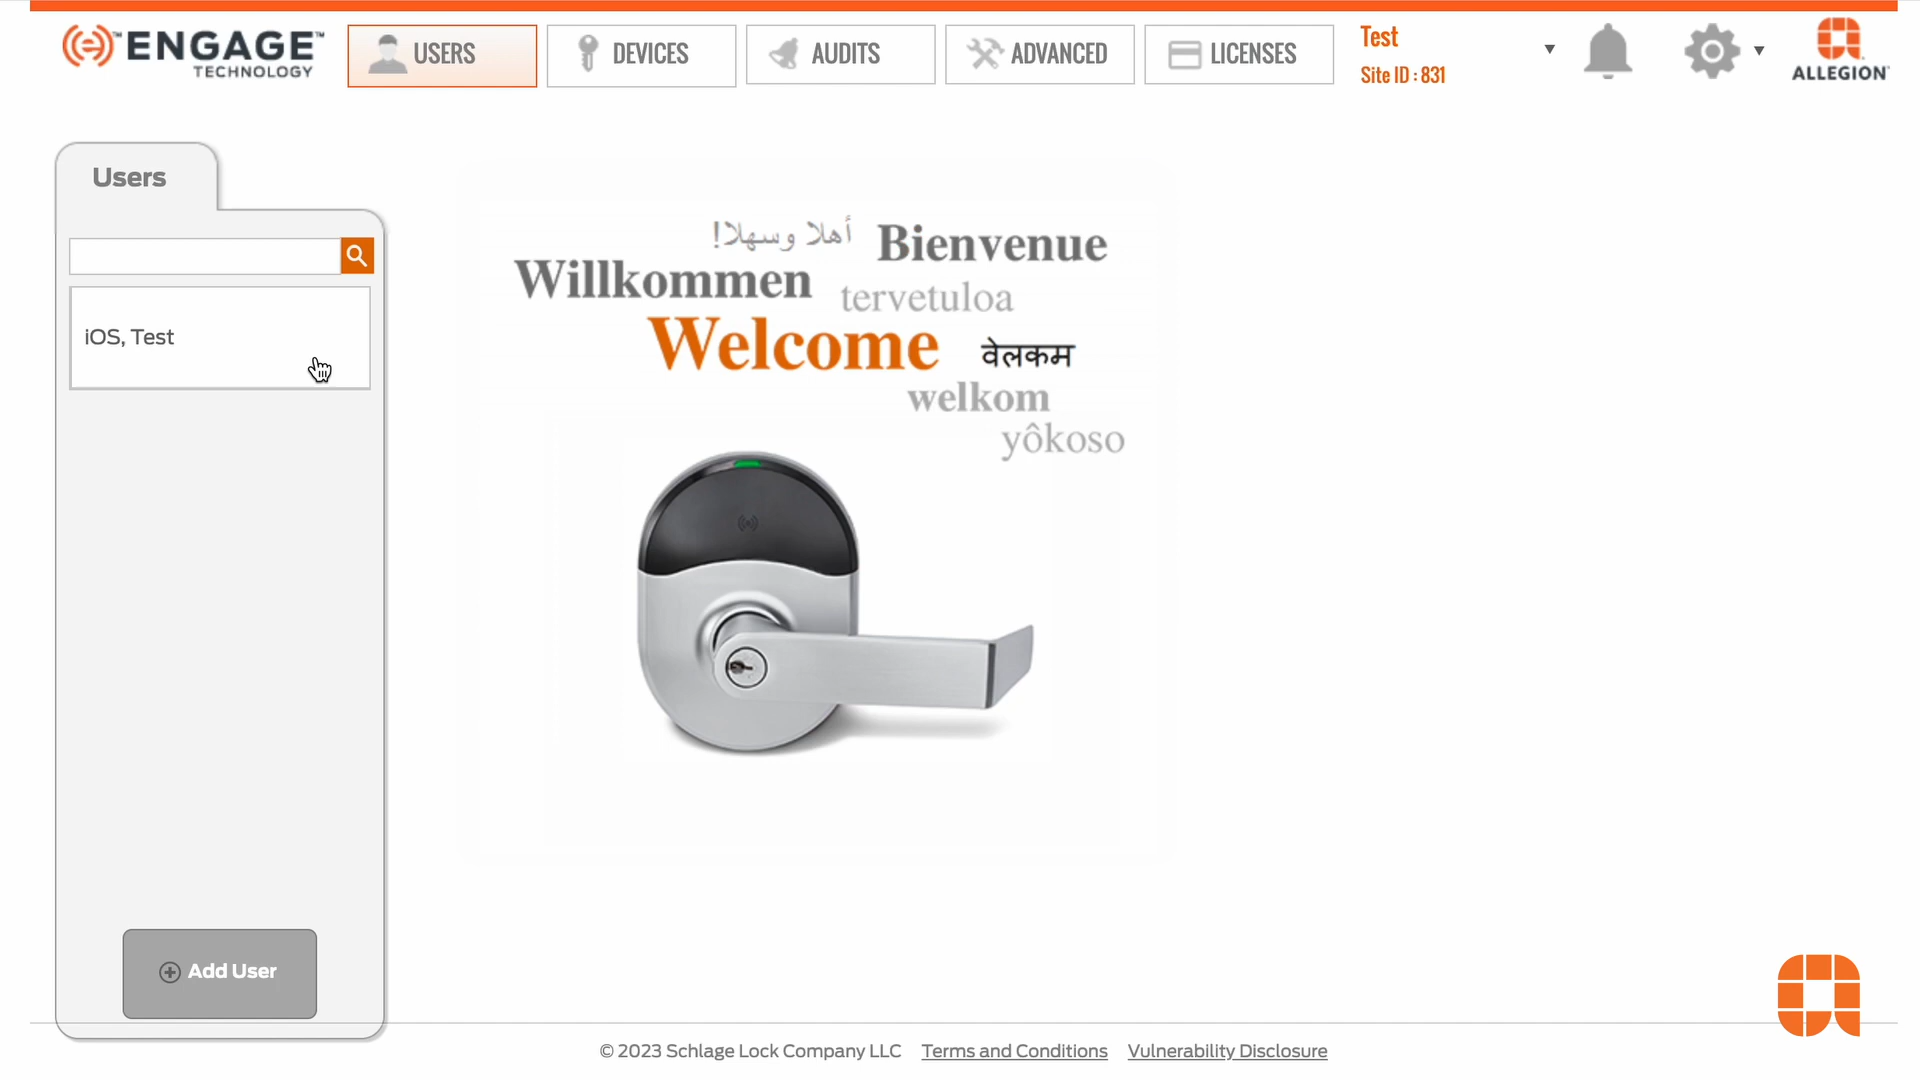 ENGAGE™
TECHNOLOGY
USERS
DEVICES
AUDITS
ADVANCED
LICENSES
Test
Site ID : 831
ALLEGION
Users
iOS, Test
أهلا وسهلا!
Bienvenue
Willkommen
tervetuloa
Welcome
वेलकम
welkom
yôkoso
Add User
© 2023 Schlage Lock Company LLC Terms and Conditions Vulnerability Disclosure